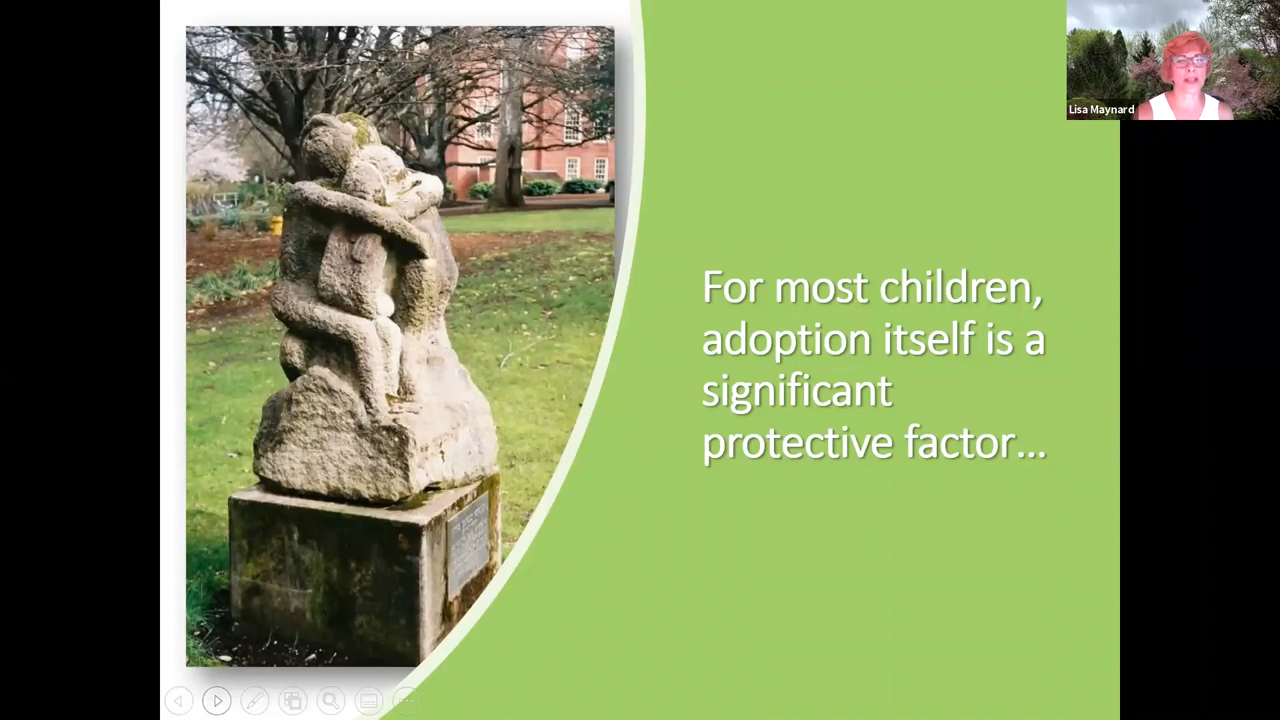 Lisa Maynard
For most children,
adoption itself is a
significant
protective factor...